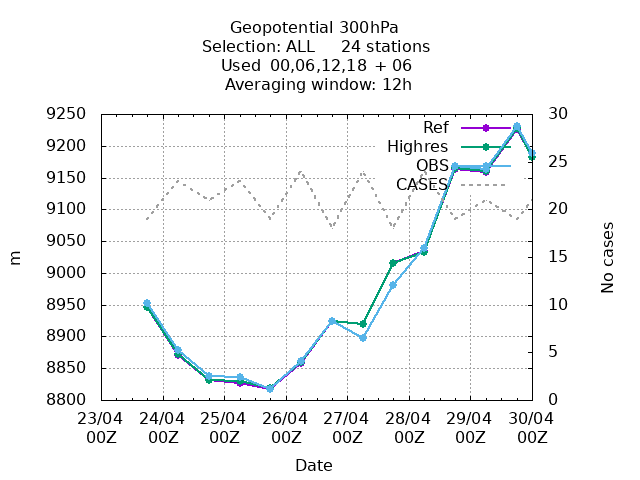 Geopotential 300hPa
Selection: ALL 24 stations
Used 00,06,12,18 + 06
Averaging window: 12h
9250
9200
9150
9100
9050
9000
8950
8900
8850
8800
m
30
25
20
15
10
5
0
No cases
Ref
Highres
OBS
CASES
23/04 24/04 25/04 26/04 27/04 28/04 29/04 30/04
00Z 00Z 00Z 00Z 00Z 00Z 00Z 00Z
Date